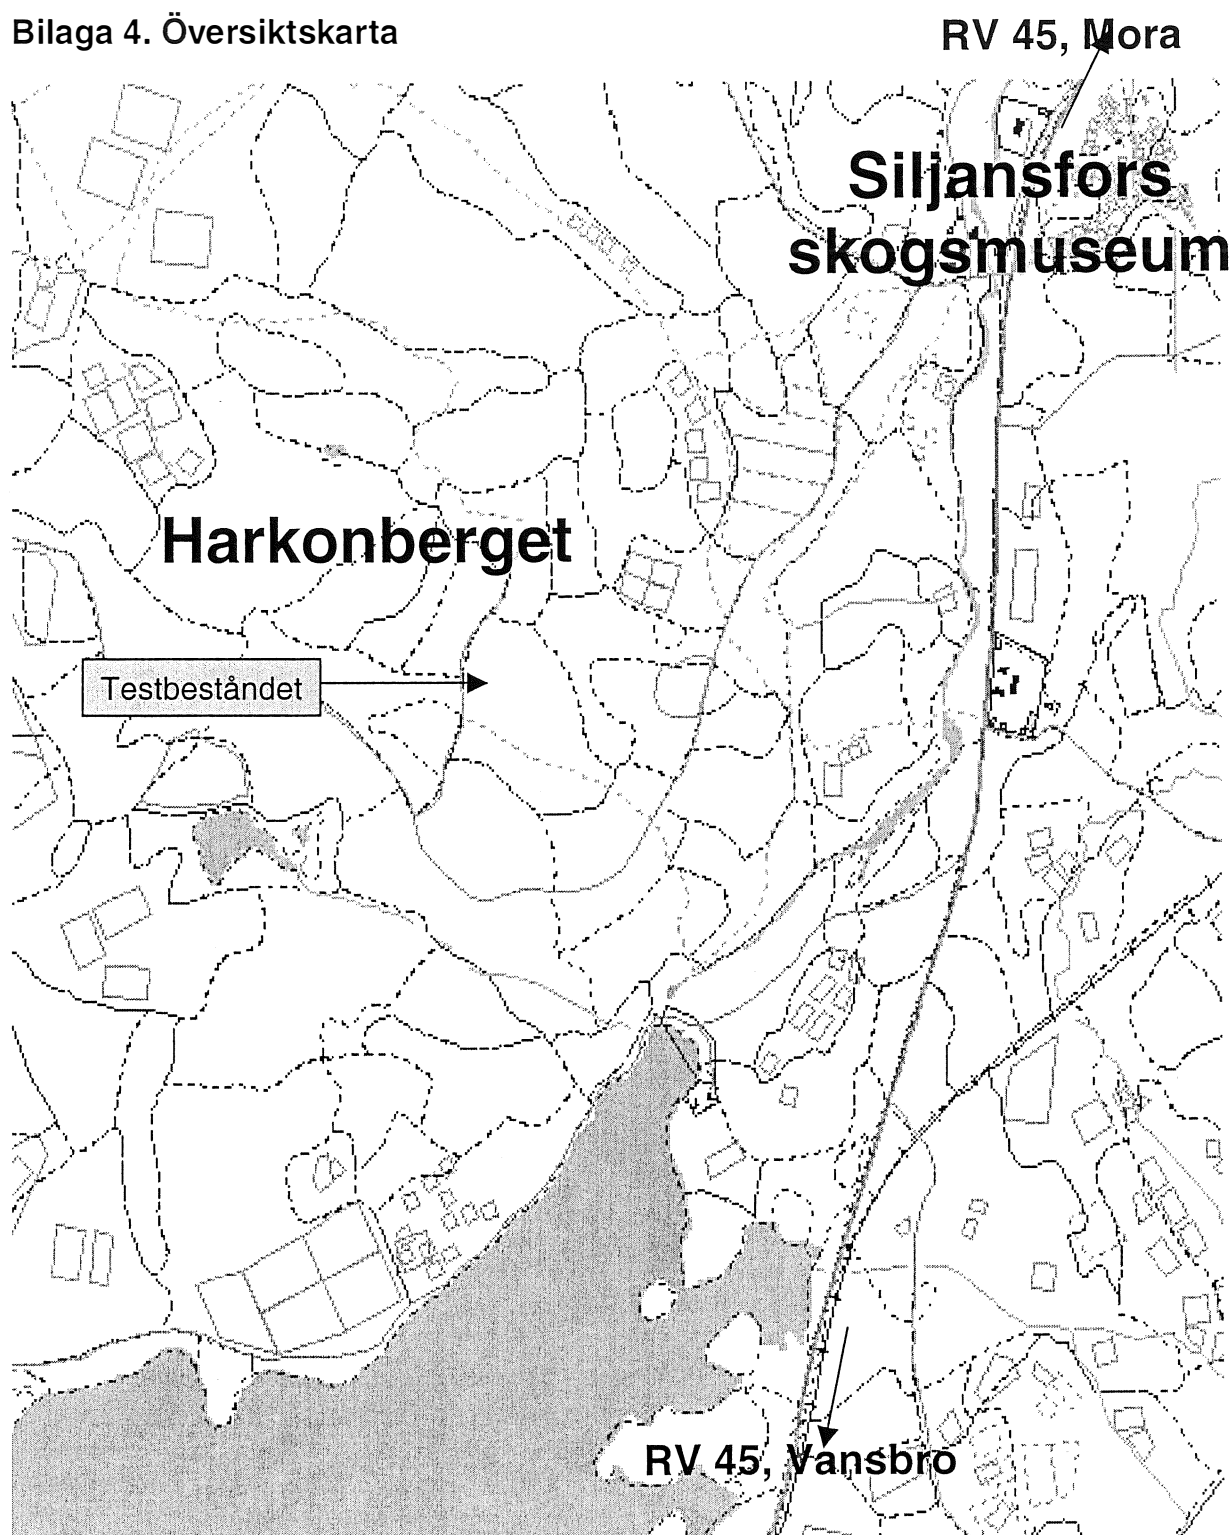 Bilaga 4. Översiktskarta
RV 45, Mora
Siljansfors
skogsmuseum
Harkonberget
Testbeståndet
RV 45, Vansbro